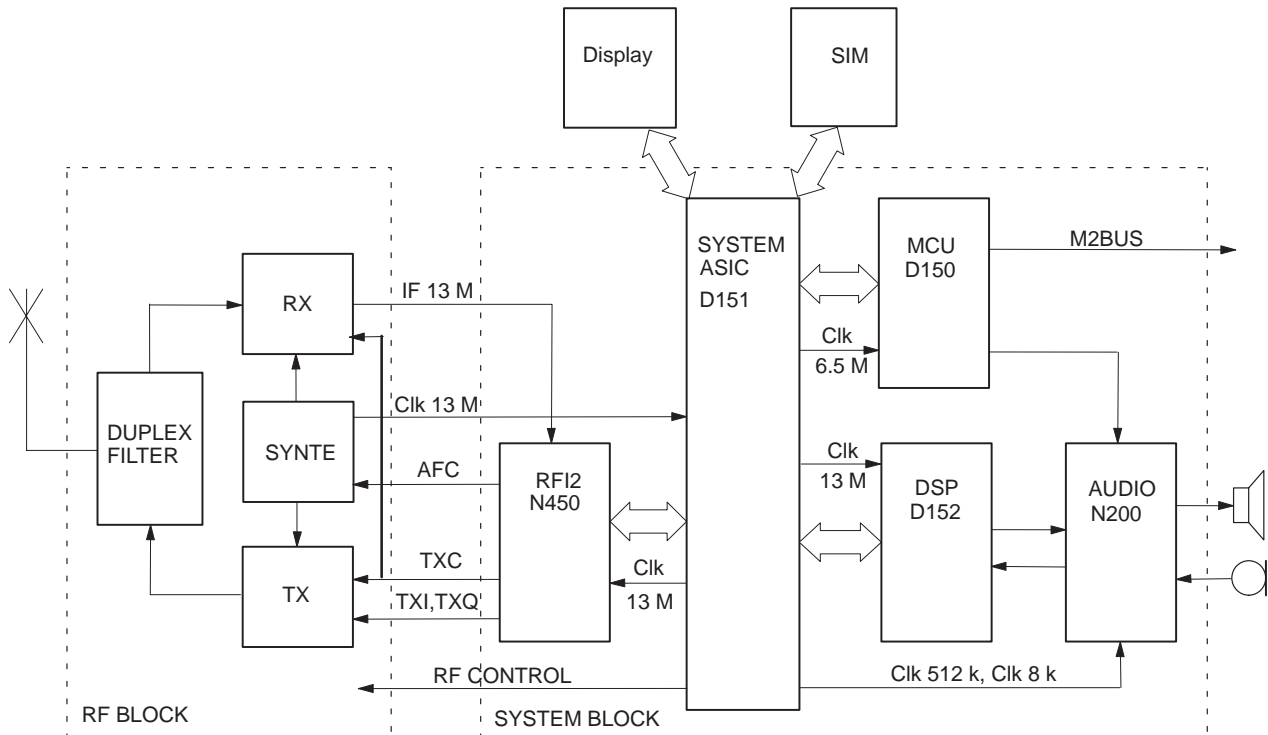 Display
SIM
SYSTEM
ASIC
D151
MCU
D150
M2BUS
RX
IF 13 M
Clk
6.5 M
DUPLEX
FILTER
SYNTE
Clk 13 M
AFC
RFI2
N450
Clk
13 M
DSP
D152
AUDIO
N200
TX
TXC
TXI,TXQ
Clk
13 M
RF CONTROL
Clk 512 k, Clk 8 k
RF BLOCK
SYSTEM BLOCK